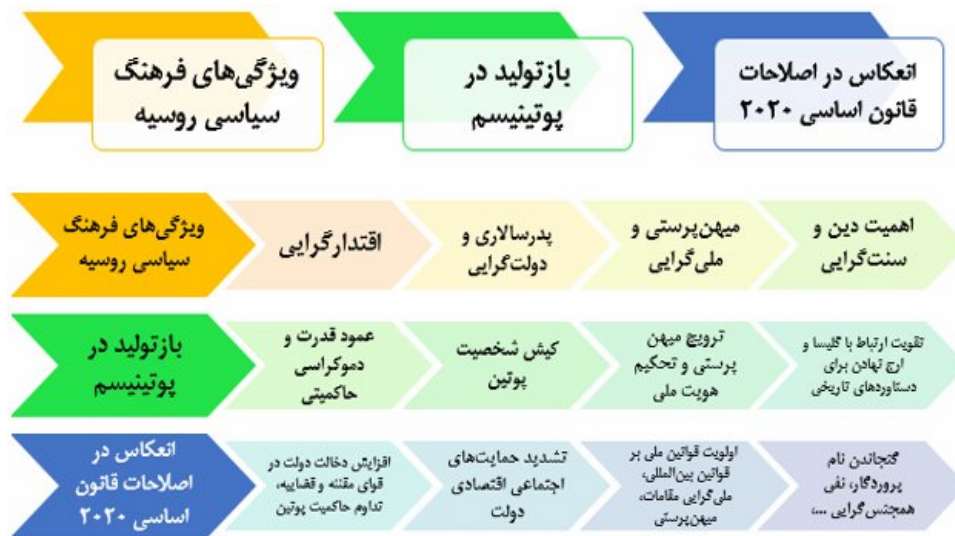 ویژگی‌های فرهنگ
سیاسی روسیه
بازتولید در
پوتینیسم
انعکاس در اصلاحات
قانون اساسی ۲۰۲۰
ویژگی‌های فرهنگ
سیاسی روسیه
اقتدارگرایی
پدرسالاری و
دولت‌گرایی
میهن‌پرستی و
ملی‌گرایی
اهمیت دین و
سنت‌گرایی
بازتولید در
پوتینیسم
عمود قدرت و
دموکراسی
حاکمیتی
کیش شخصیت
پوتین
ترویج میهن
پرستی و تحکیم
هویت ملی
تقویت ارتباط با کلیسا و
ارج نهادن برای
دستاوردهای تاریخی
انعکاس در
اصلاحات قانون
اساسی ۲۰۲۰
افزایش دخالت دولت در
قوای مقننه و قضاییه،
تداوم حاکمیت پوتین
تشدید حمایت‌های
اجتماعی اقتصادی
دولت
اولویت قوانین ملی بر
قوانین بین‌المللی،
ملی‌گرایی مقامات،
میهن‌پرستی
گنجاندن نام
پروردگار، نفی
همجنس‌گرایی ...،